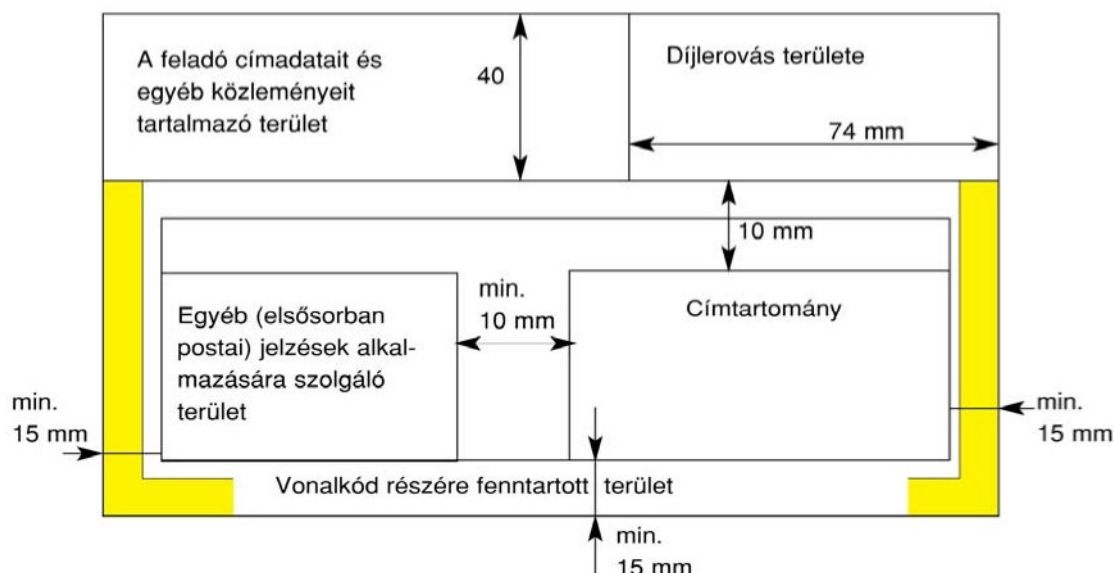 A feladó címadatait és
egyéb közleményeit
tartalmazó terület
40
Díjlerovás területe
74 mm
10 mm
Egyéb (elsősorban
postai) jelzések alkal-
mazására szolgáló
terület
min.
10 mm
Címtartomány
min.
15 mm
min.
15 mm
Vonalkód részére fenntartott terület
min.
15 mm